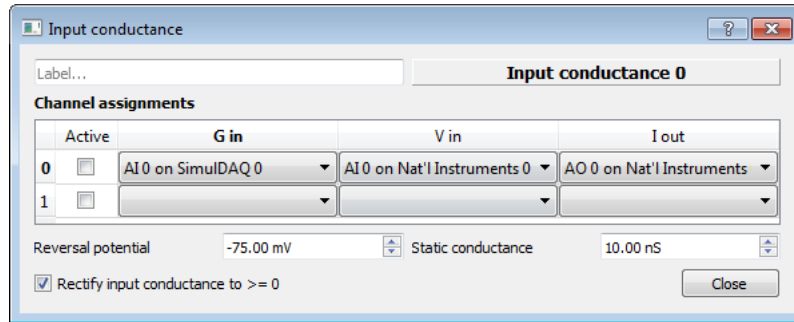 Input conductance
Label...
Input conductance 0
Channel assignments
Active G in V in I out
0 AI 0 on SimulDAQ 0 AI 0 on Nat'l Instruments 0 AO 0 on Nat'l Instruments
1
Reversal potential -75.00 mV Static conductance 10.00 nS
Rectify input conductance to >= 0 Close